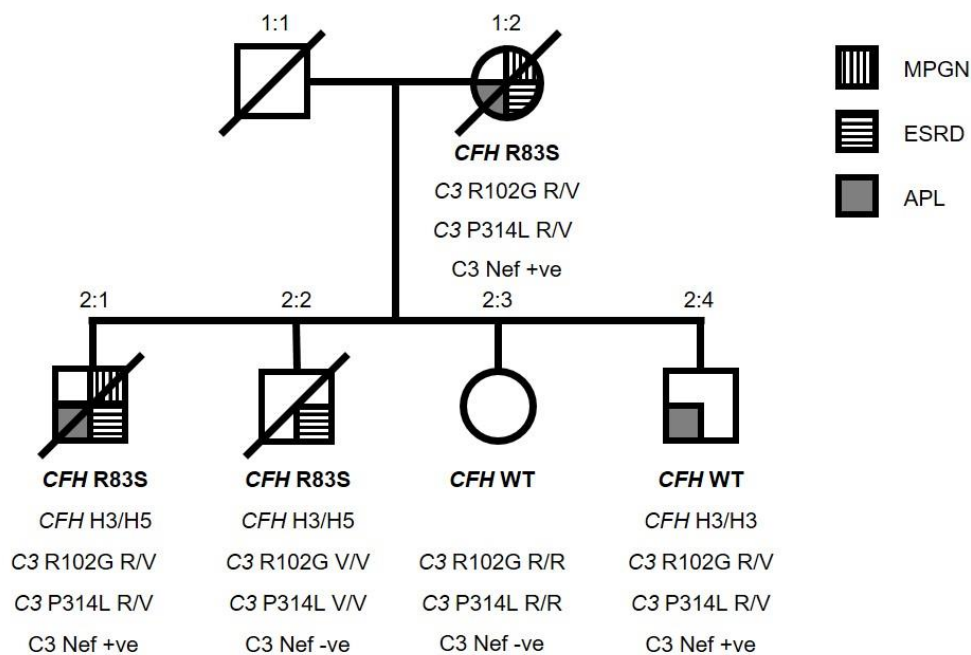 1:1
1:2
MPGN
ESRD
APL
CFH R83S
C3 R102G R/V
C3 P314L R/V
C3 Nef +ve
2:1
2:2
2:3
2:4
CFH R83S
CFH H3/H5
C3 R102G R/V
C3 P314L R/V
C3 Nef +ve
CFH R83S
CFH H3/H5
C3 R102G V/V
C3 P314L V/V
C3 Nef -ve
CFH WT
C3 R102G R/R
C3 P314L R/R
C3 Nef -ve
CFH WT
CFH H3/H3
C3 R102G R/V
C3 P314L R/V
C3 Nef +ve